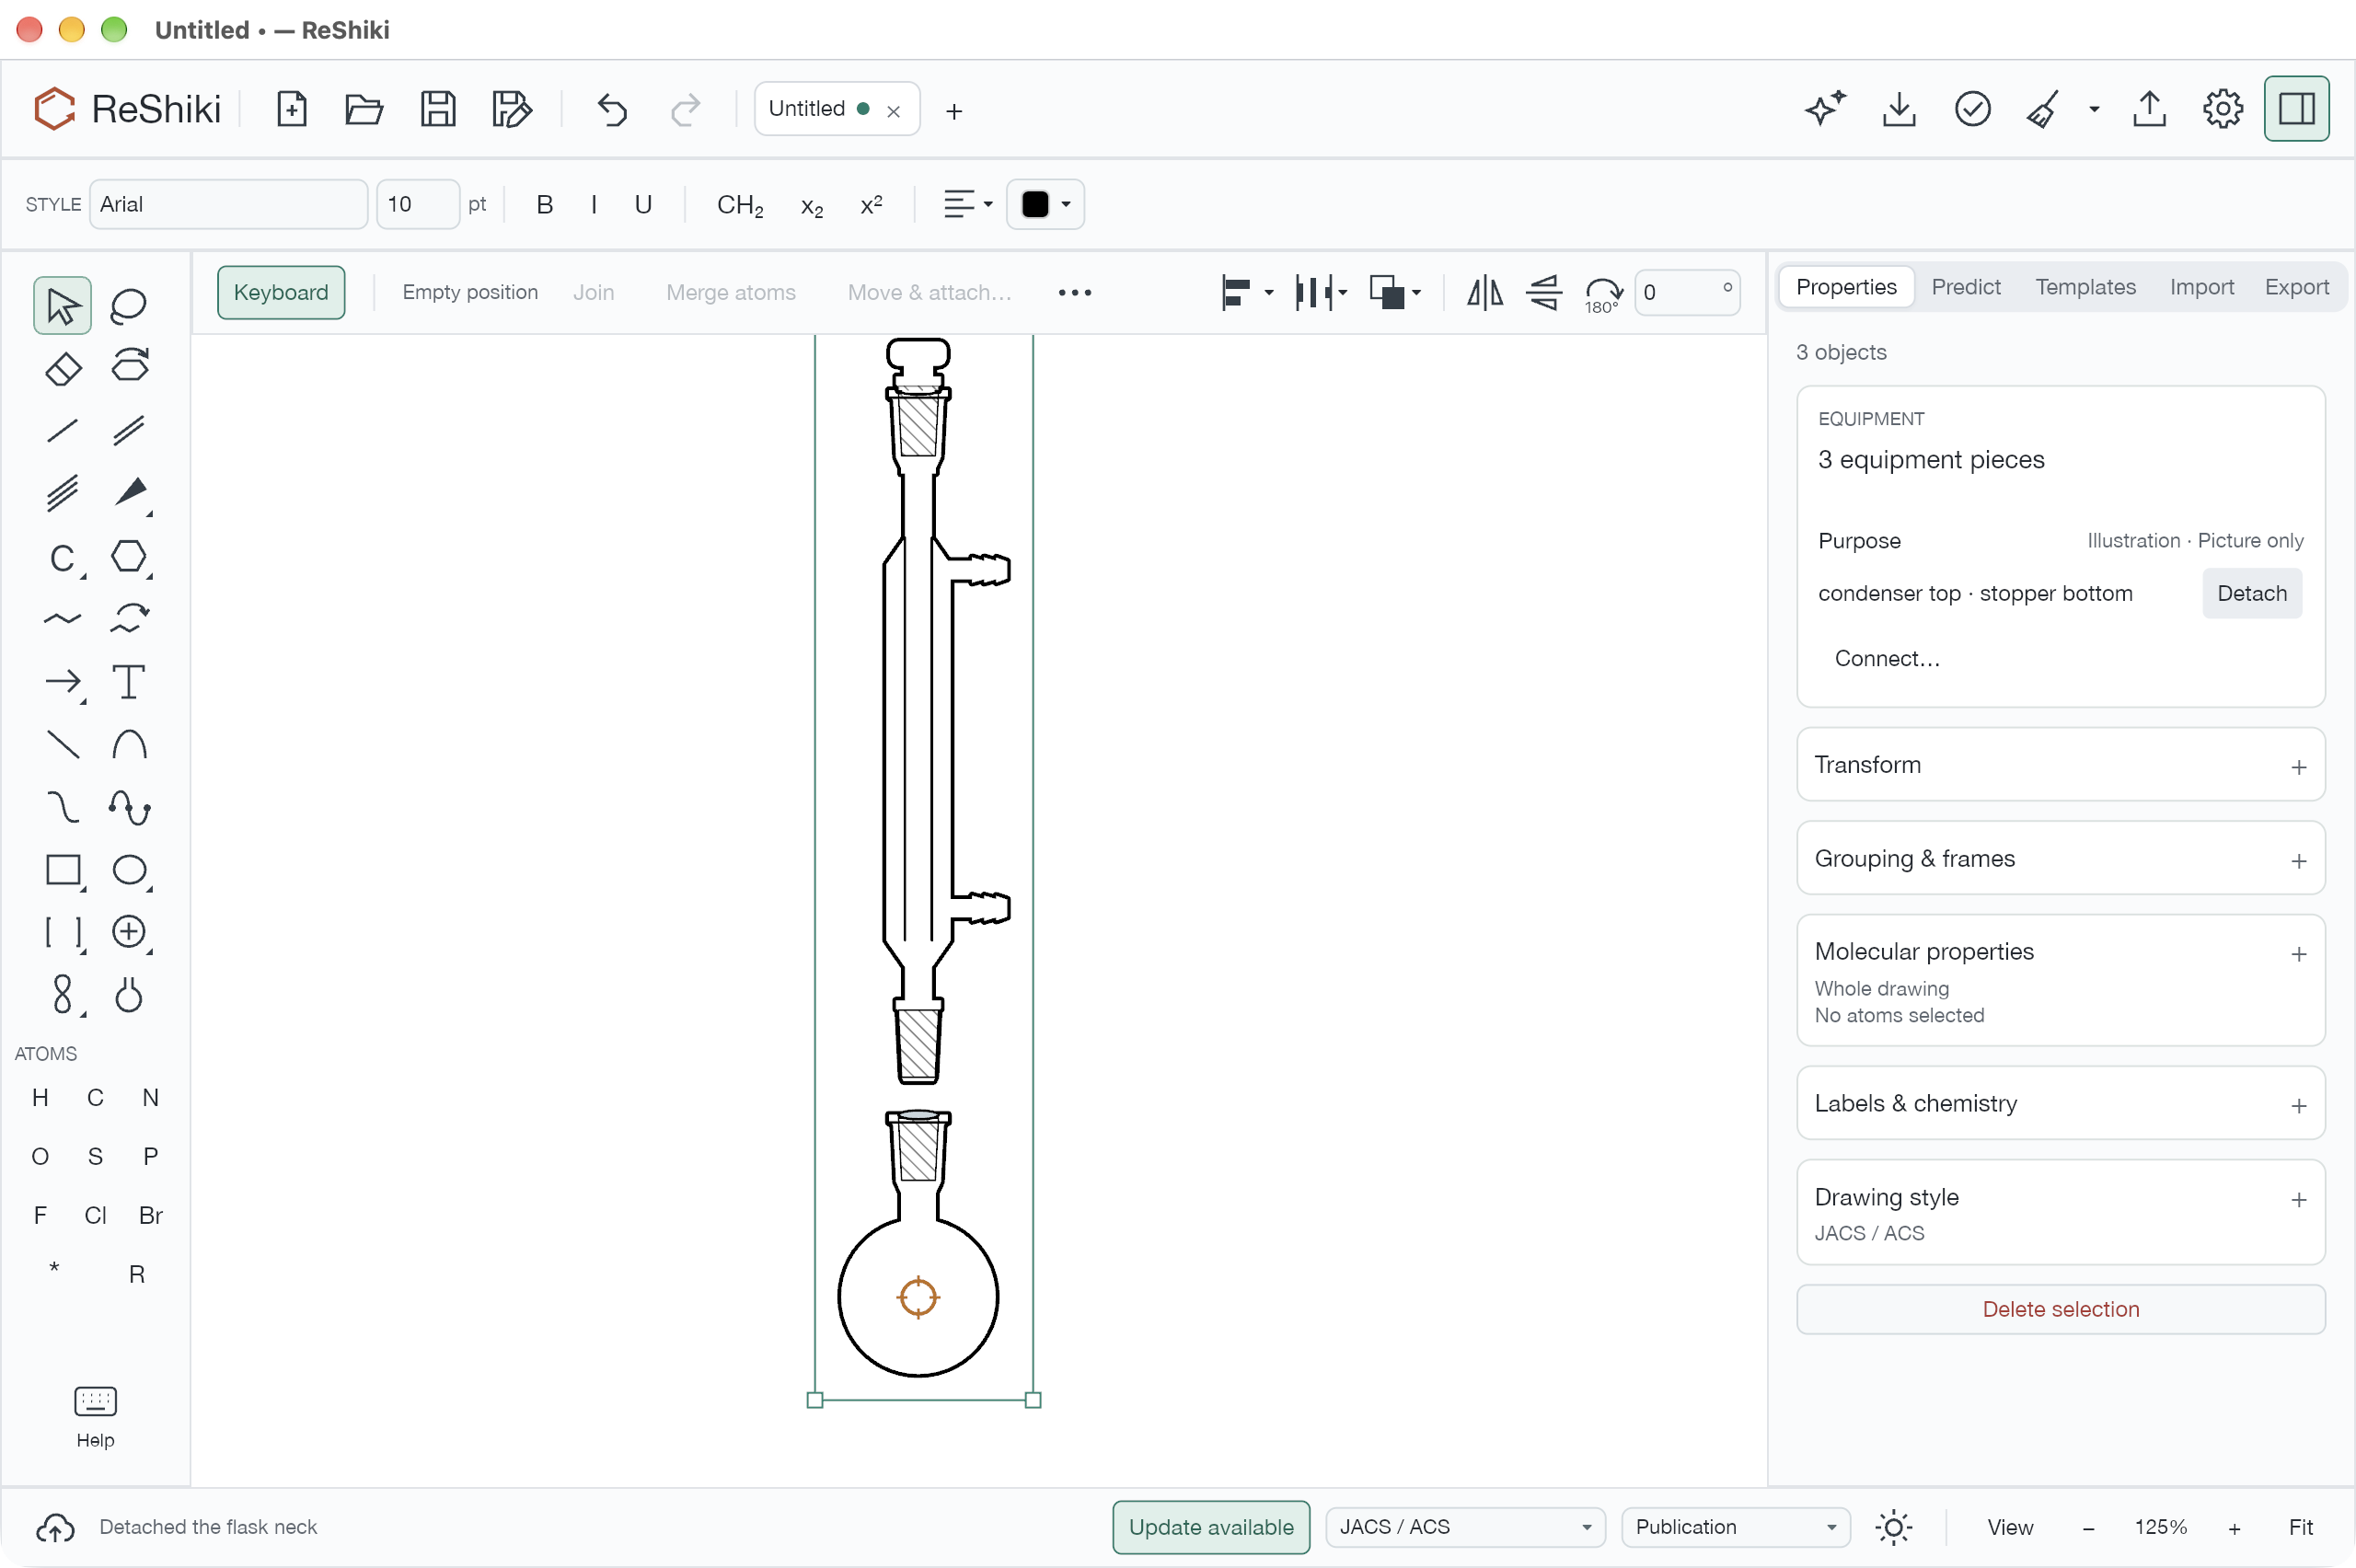 Untitled • — ReShiki
ReShiki
Untitled
STYLE
Arial
10
pt
B
I
U
CH₂
x₂
x²
Keyboard
Empty position
Join
Merge atoms
Move & attach...
180°
0
°
Properties
Predict
Templates
Import
Export
3 objects
EQUIPMENT
3 equipment pieces
Purpose
Illustration · Picture only
condenser top · stopper bottom
Detach
Connect...
Transform
Grouping & frames
Molecular properties
Whole drawing
No atoms selected
Labels & chemistry
Drawing style
JACS / ACS
Delete selection
C
T
ATOMS
H C N
O S P
F Cl Br
* R
Help
Detached the flask neck
Update available
JACS / ACS
Publication
View
–
125%
+
Fit